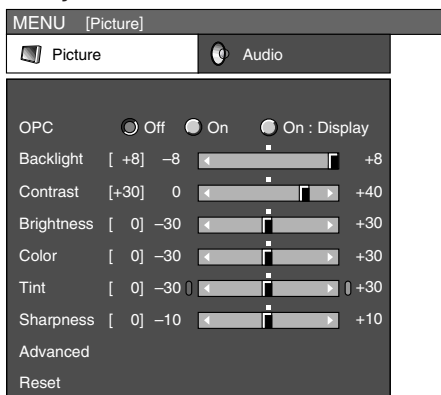 MENU [Picture]
Picture Audio
OPC Off On On : Display
Backlight [ +8] –8 +8
Contrast [+30] 0 +40
Brightness [ 0] –30 +30
Color [ 0] –30 +30
Tint [ 0] –30 +30
Sharpness [ 0] –10 +10
Advanced
Reset